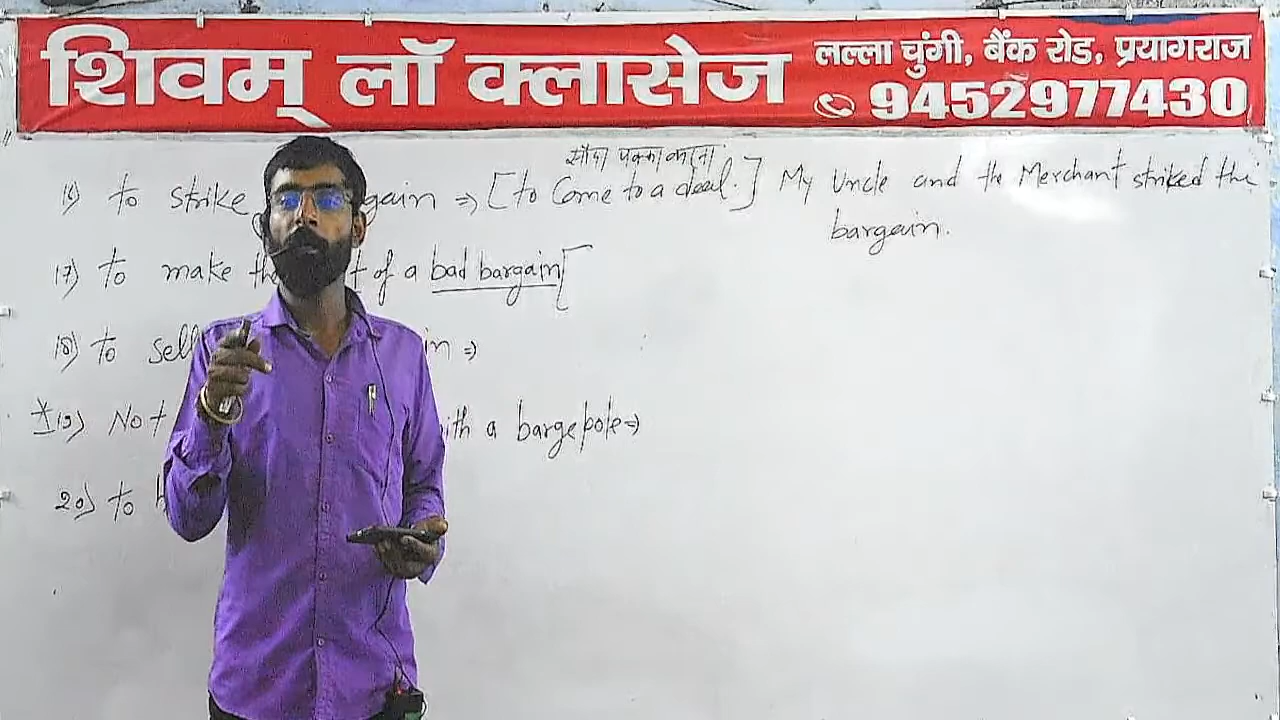 शिवम् लॉ क्लासेज
लल्ला चुंगी, बैंक रोड, प्रयागराज
9452977430
सौदा पक्का करना
16) to strike gain ⇒ [to Come to a deal.] My Uncle and the Merchant striked the
bargain.
17) to make th t of a bad bargain[
18) to sell in ⇒
*19) Not ith a bargepole⇒
20) to